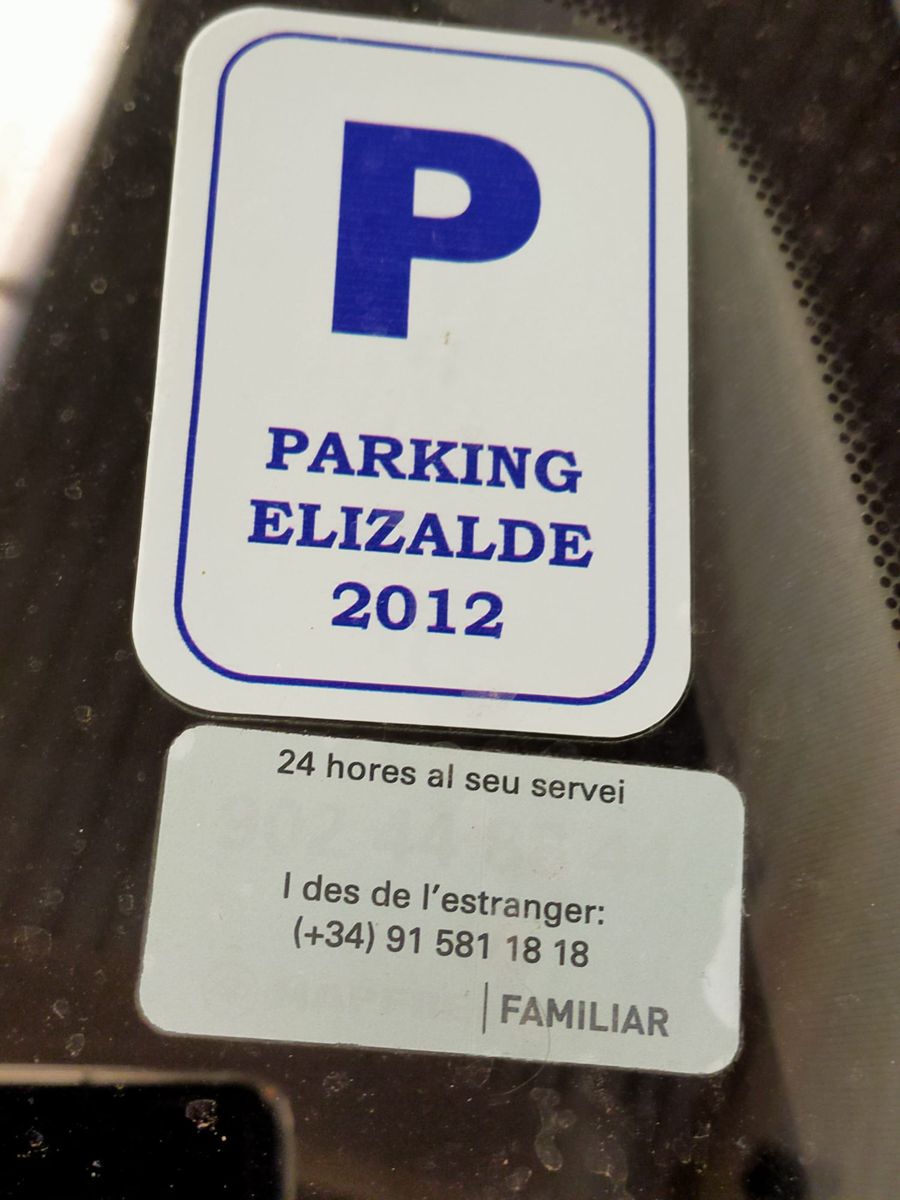 P
PARKING
ELIZALDE
2012
24 hores al seu servei
I des de l'estranger:
(+34) 91 581 18 18
FAMILIAR